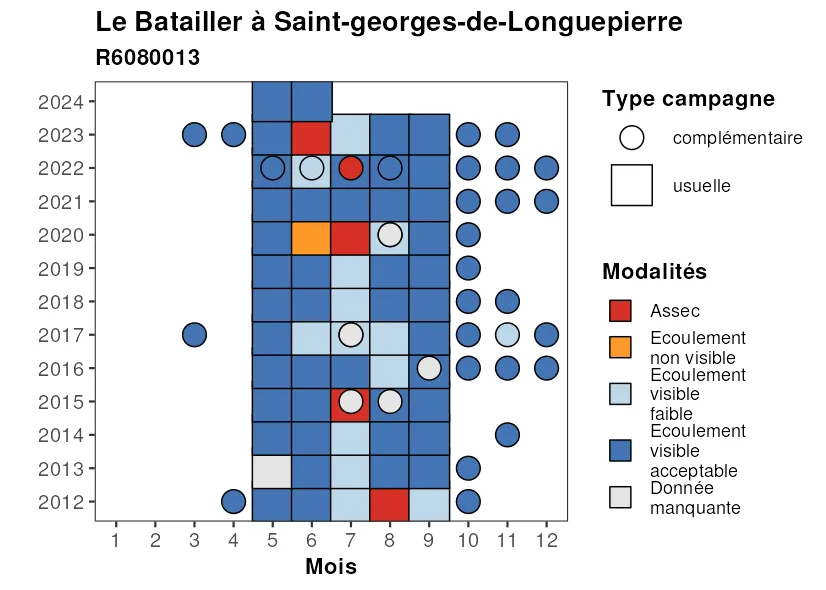 Le Batailler à Saint-georges-de-Longuepierre
R6080013
2024
2023
2022
2021
2020
2019
2018
2017
2016
2015
2014
2013
2012
1 2 3 4 5 6 7 8 9 10 11 12
Mois
Type campagne
complémentaire
usuelle
Modalités
Assec
Ecoulement
non visible
Ecoulement
visible
faible
Ecoulement
visible
acceptable
Donnée
manquante